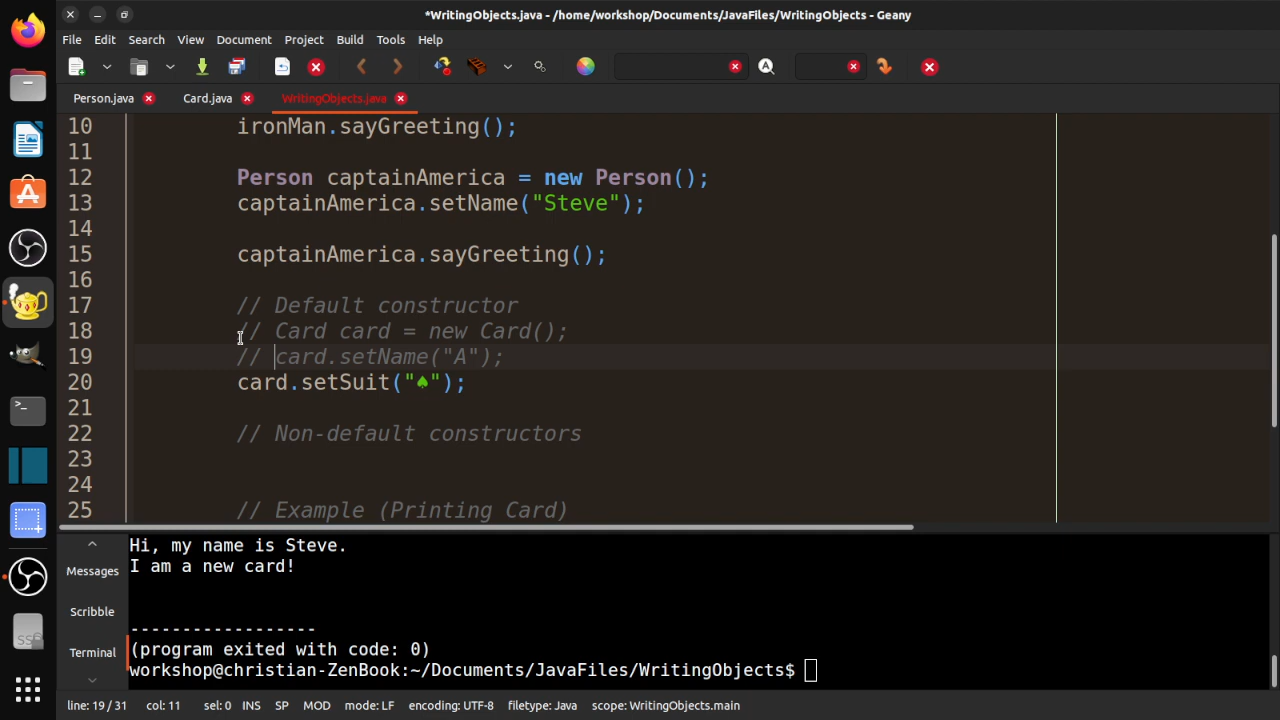 *WritingObjects.java - /home/workshop/Documents/JavaFiles/WritingObjects - Geany
File Edit Search View Document Project Build Tools Help
Person.java Card.java WritingObjects.java
10 ironMan.sayGreeting();
11
12 Person captainAmerica = new Person();
13 captainAmerica.setName("Steve");
14
15 captainAmerica.sayGreeting();
16
17 // Default constructor
18 // Card card = new Card();
19 // card.setName("A");
20 card.setSuit("♠");
21
22 // Non-default constructors
23
24
25 // Example (Printing Card)
Messages
Scribble
Terminal
Hi, my name is Steve.
I am a new card!
------------------
(program exited with code: 0)
workshop@christian-ZenBook:~/Documents/JavaFiles/WritingObjects$
line: 19 / 31 col: 11 sel: 0 INS SP MOD mode: LF encoding: UTF-8 filetype: Java scope: WritingObjects.main